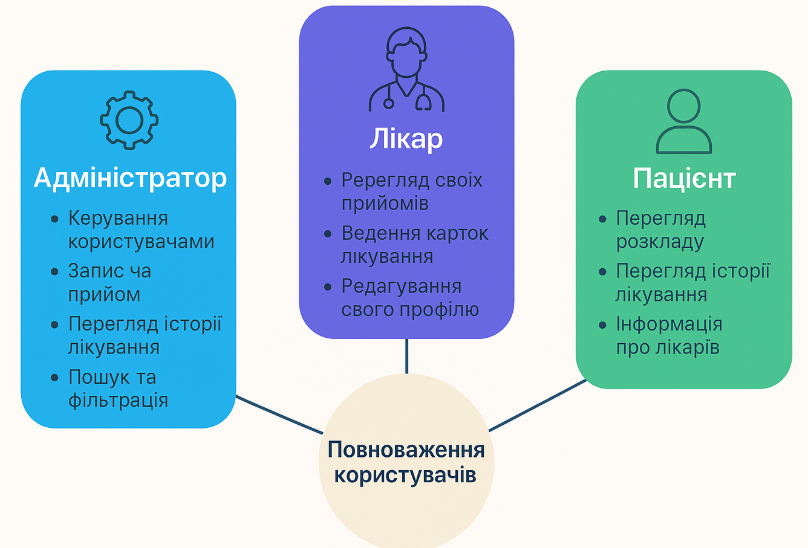 Адміністратор
• Керування
користувачами
• Запис ча
прийом
• Перегляд історії
лікування
• Пошук та
фільтрація
Лікар
• Ререгляд своїх
прийомів
• Ведення карток
лікування
• Редагування
свого профілю
Пацієнт
• Перегляд
розкладу
• Перегляд історії
лікування
• Інформація
про лікарів
Повноваження
користувачів